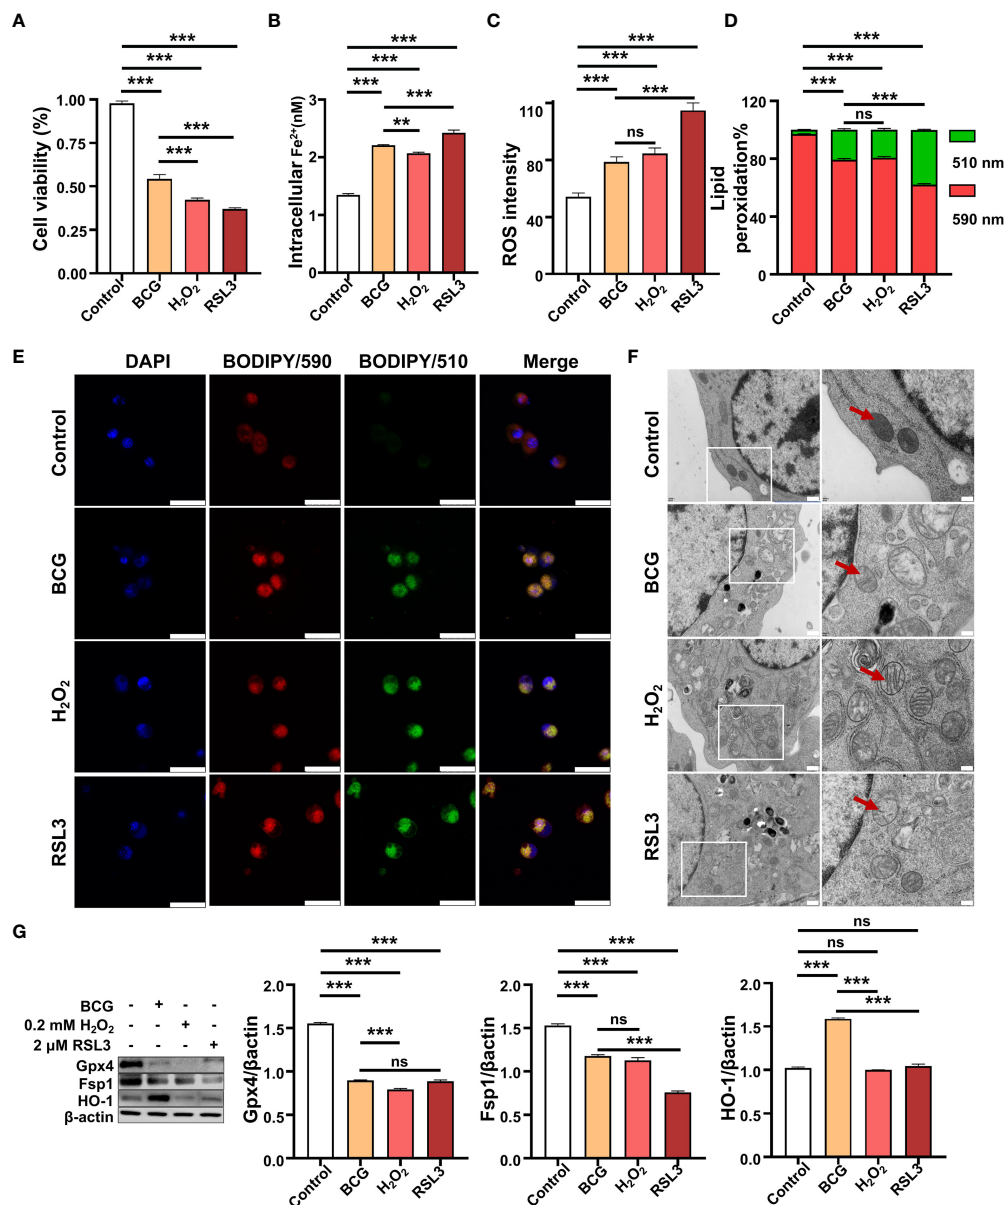 A
***
***
***
***
***
Cell viability (%)
1.00
0.75
0.50
0.25
0.00
Control
BCG
H₂O₂
RSL3
B
***
***
***
***
**
Intracellular Fe²⁺(nM)
3
2
1
0
Control
BCG
H₂O₂
RSL3
C
***
***
***
***
ns
ROS intensity
110
80
60
40
0
Control
BCG
H₂O₂
RSL3
D
***
***
***
***
ns
Lipid
peroxidation%
120
80
40
0
510 nm
590 nm
Control
BCG
H₂O₂
RSL3
E
DAPI
BODIPY/590
BODIPY/510
Merge
Control
BCG
H₂O₂
RSL3
F
Control
BCG
H₂O₂
RSL3
G
BCG - + - -
0.2 mM H₂O₂ - - + -
2 μM RSL3 - - - +
Gpx4
Fsp1
HO-1
β-actin
***
***
***
***
ns
Gpx4/βactin
2.0
1.5
1.0
0.5
0.0
Control
BCG
H₂O₂
RSL3
***
***
***
ns
***
Fsp1/βactin
2.0
1.5
1.0
0.5
0.0
Control
BCG
H₂O₂
RSL3
ns
ns
***
***
***
HO-1/βactin
2.0
1.5
1.0
0.5
0.0
Control
BCG
H₂O₂
RSL3